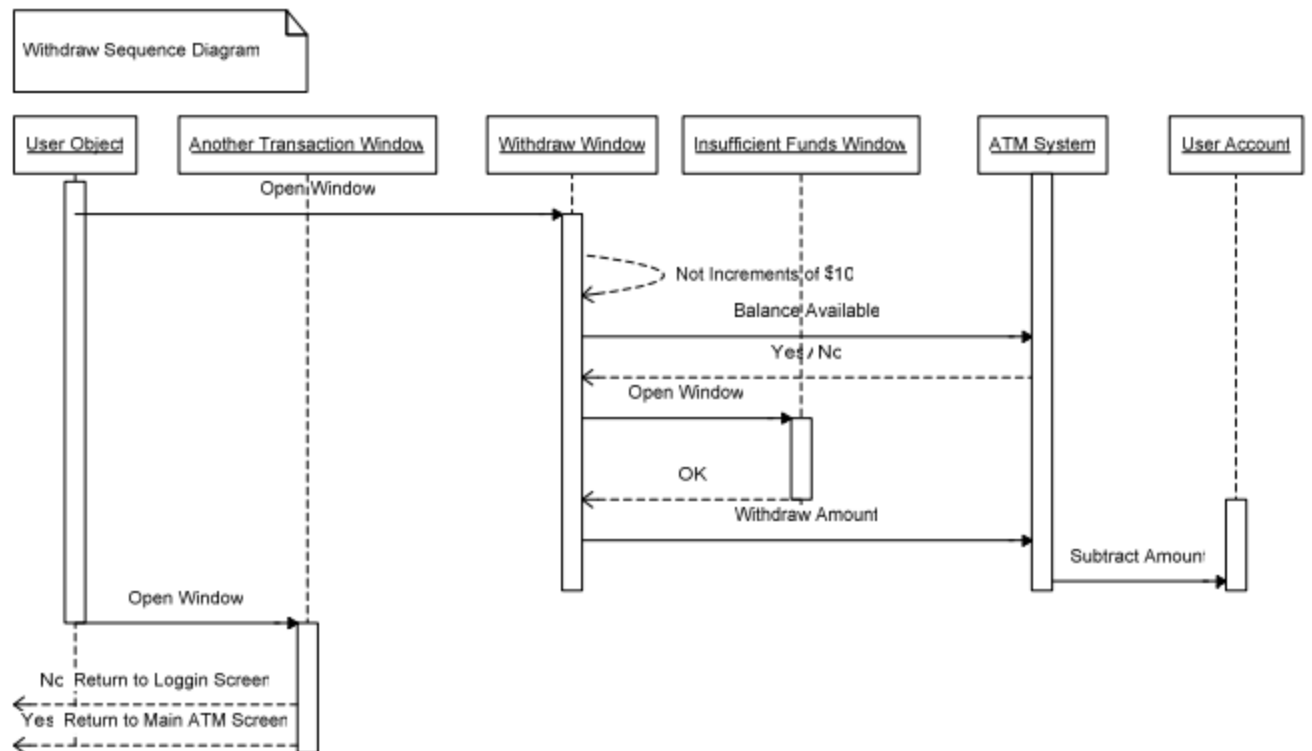 Withdraw Sequence Diagram
User Object
Another Transaction Window
Withdraw Window
Insufficient Funds Window
ATM System
User Account
Open Window
Not Increments of $10
Balance Available
Yes / No
Open Window
OK
Withdraw Amount
Subtract Amount
Open Window
No Return to Loggin Screen
Yes Return to Main ATM Screen